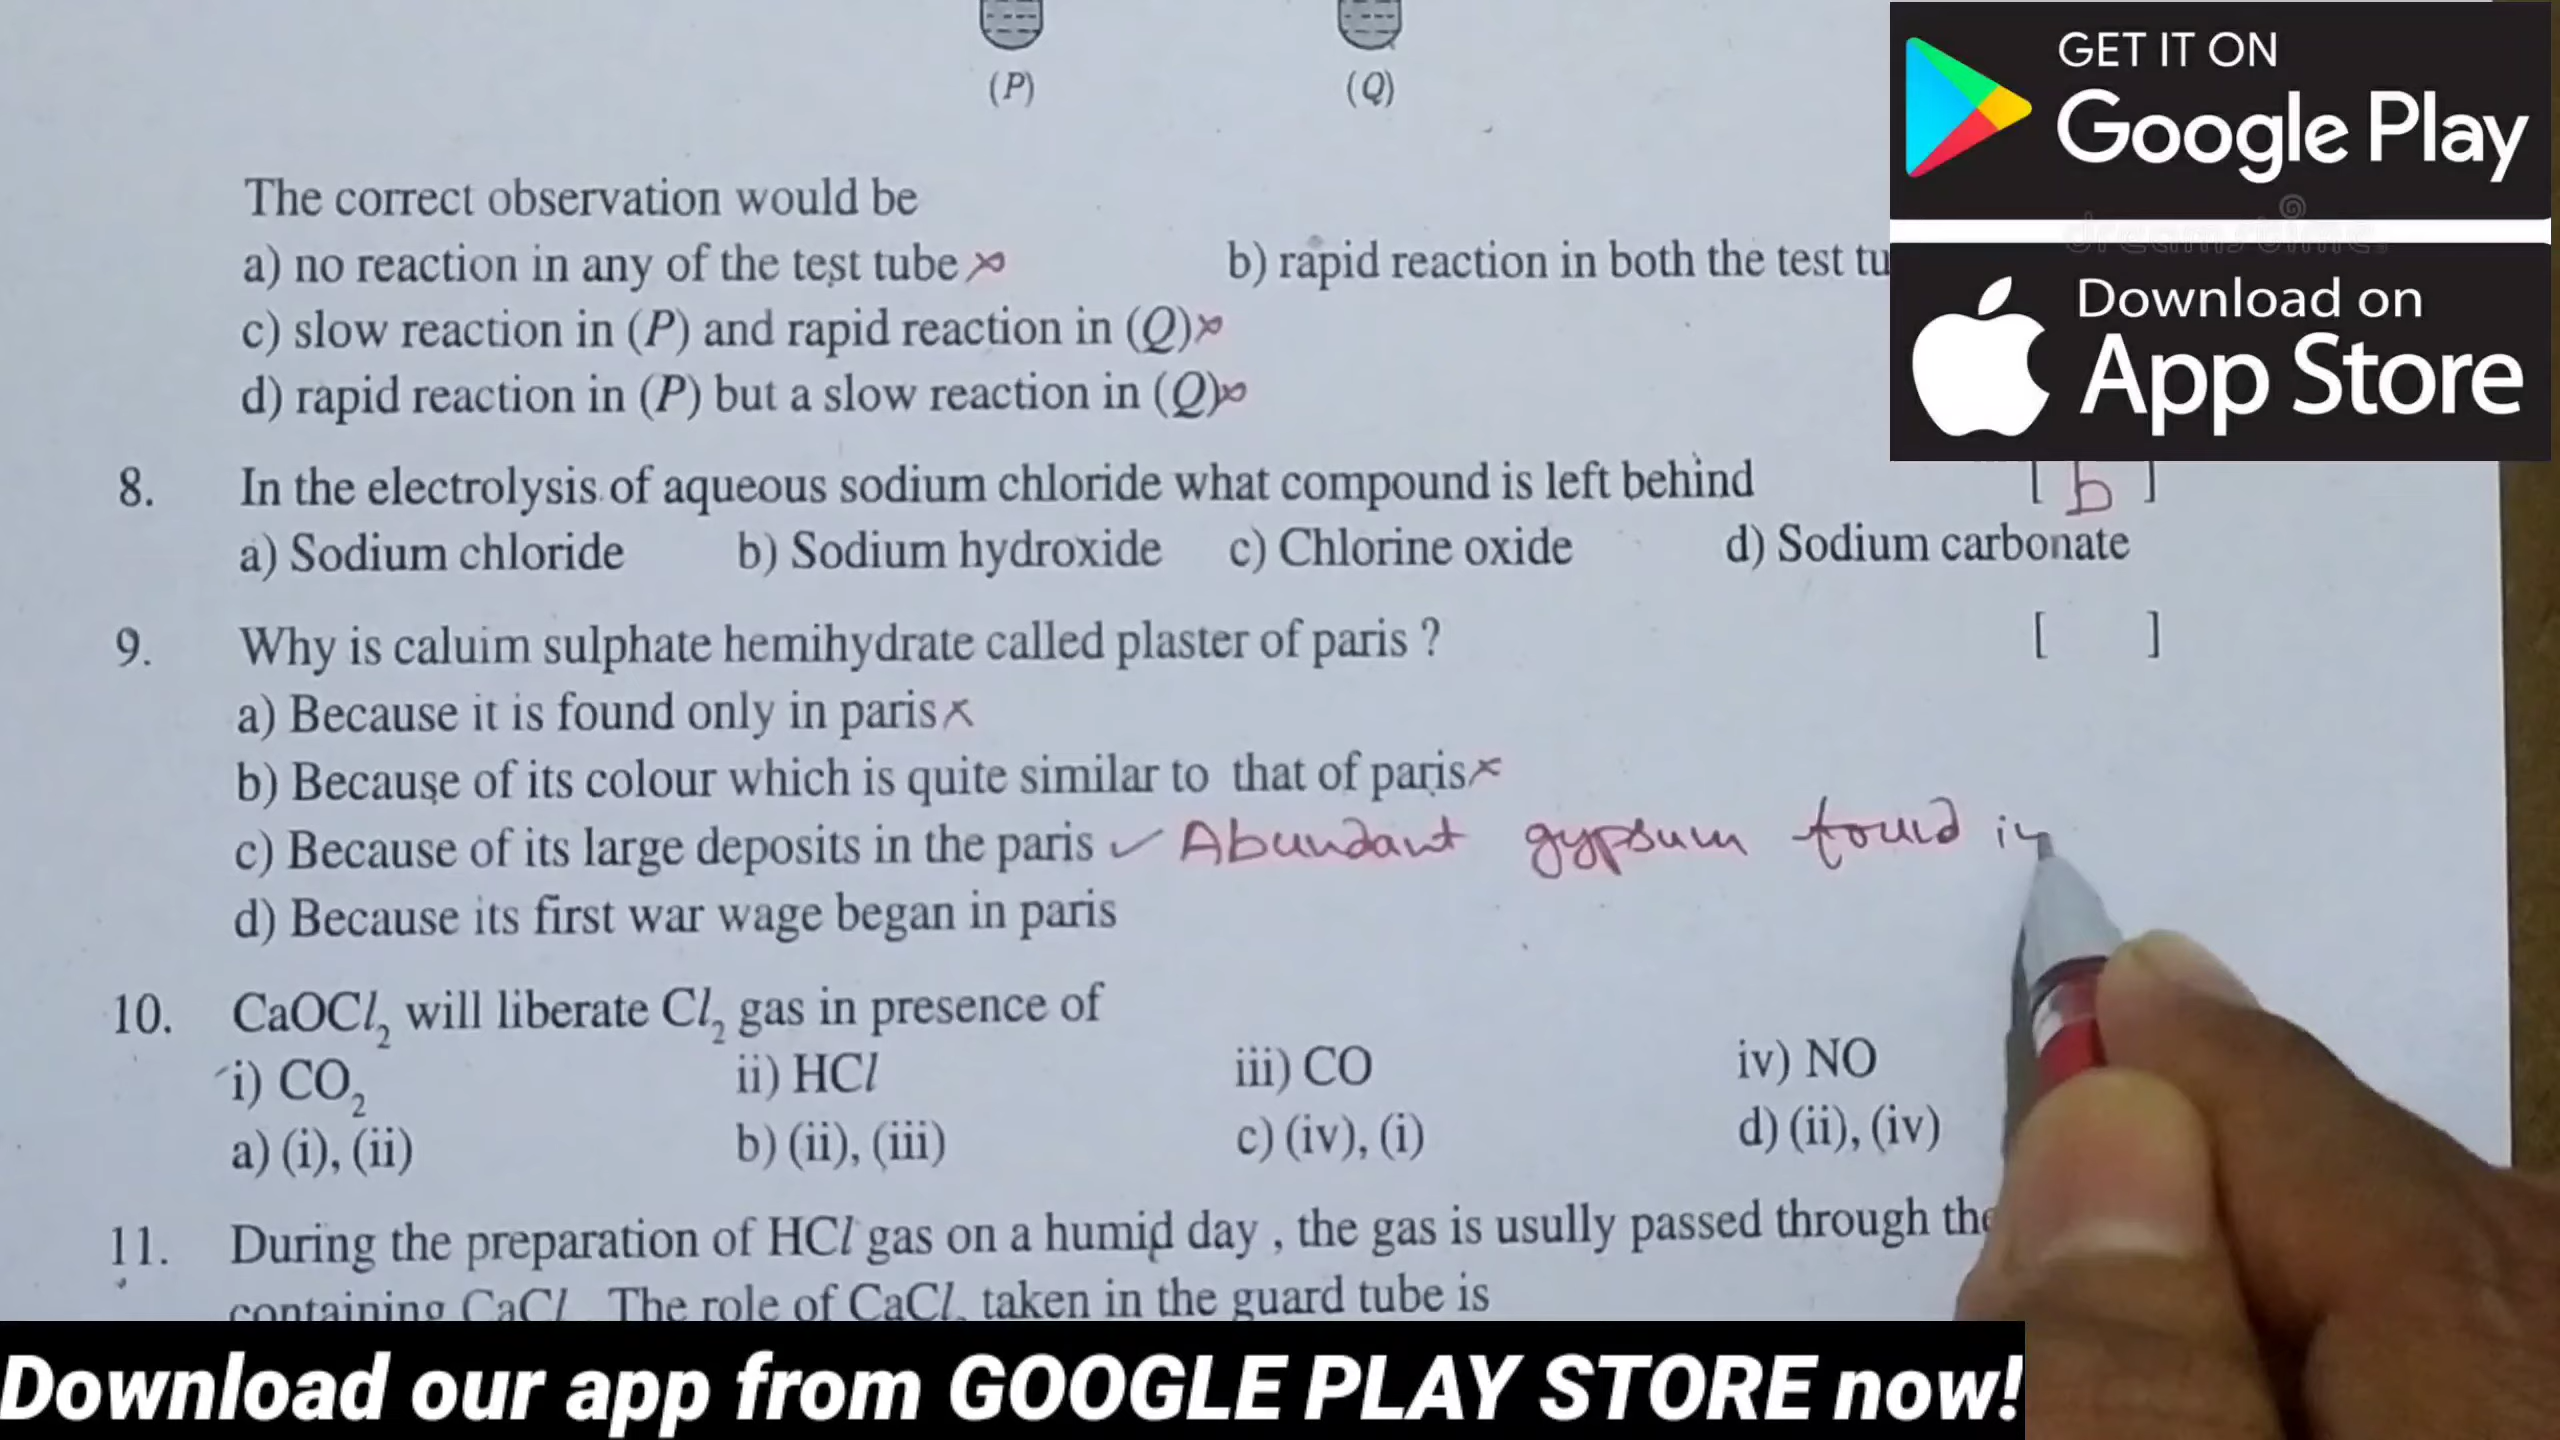 (P) (Q)
GET IT ON
Google Play
dreamstime
Download on
App Store
The correct observation would be
a) no reaction in any of the test tube b) rapid reaction in both the test tu
c) slow reaction in (P) and rapid reaction in (Q)
d) rapid reaction in (P) but a slow reaction in (Q)
8. In the electrolysis of aqueous sodium chloride what compound is left behind [ b ]
a) Sodium chloride b) Sodium hydroxide c) Chlorine oxide d) Sodium carbonate
9. Why is caluim sulphate hemihydrate called plaster of paris ? [ ]
a) Because it is found only in paris ×
b) Because of its colour which is quite similar to that of paris ×
c) Because of its large deposits in the paris ✓ Abundant gypsum found in
d) Because its first war wage began in paris
10. CaOCl₂ will liberate Cl₂ gas in presence of
i) CO₂ ii) HCl iii) CO iv) NO
a) (i), (ii) b) (ii), (iii) c) (iv), (i) d) (ii), (iv)
11. During the preparation of HCl gas on a humid day , the gas is usully passed through the
containing CaCl The role of CaCl taken in the guard tube is
Download our app from GOOGLE PLAY STORE now!